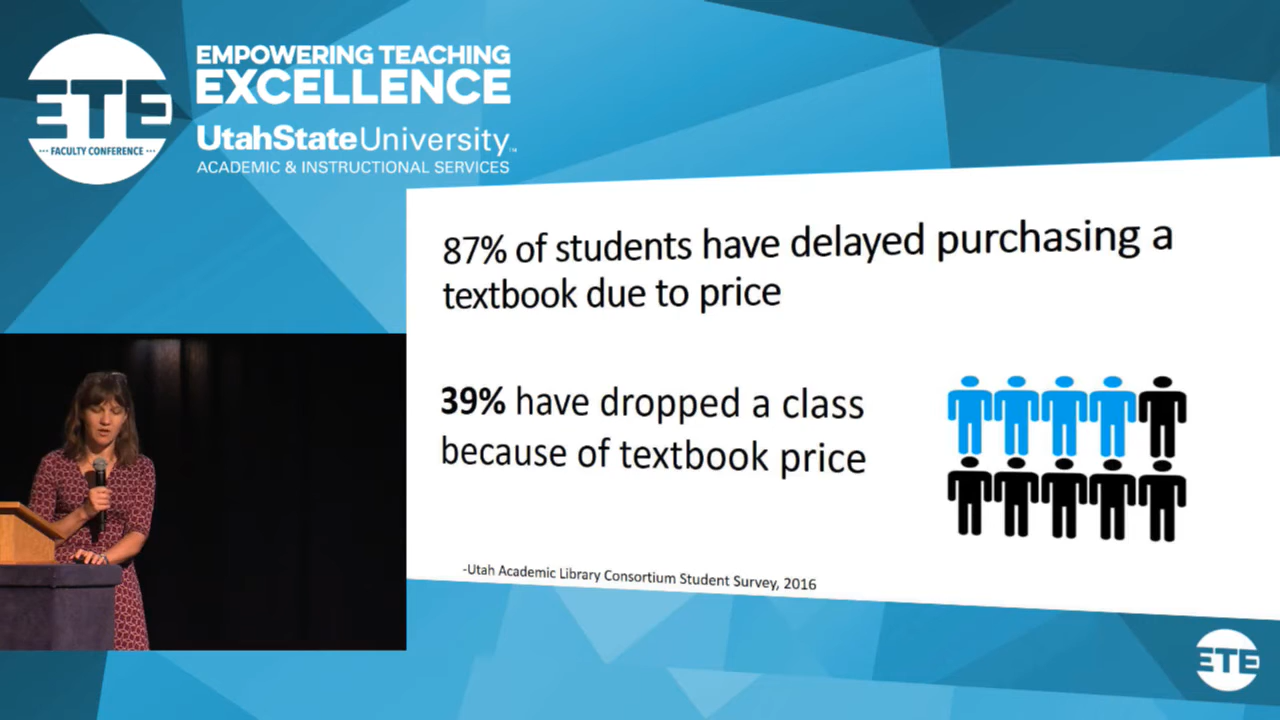 ETE
··· FACULTY CONFERENCE ···
EMPOWERING TEACHING
EXCELLENCE
UtahStateUniversity™
ACADEMIC & INSTRUCTIONAL SERVICES
87% of students have delayed purchasing a
textbook due to price
39% have dropped a class
because of textbook price
-Utah Academic Library Consortium Student Survey, 2016
ETE